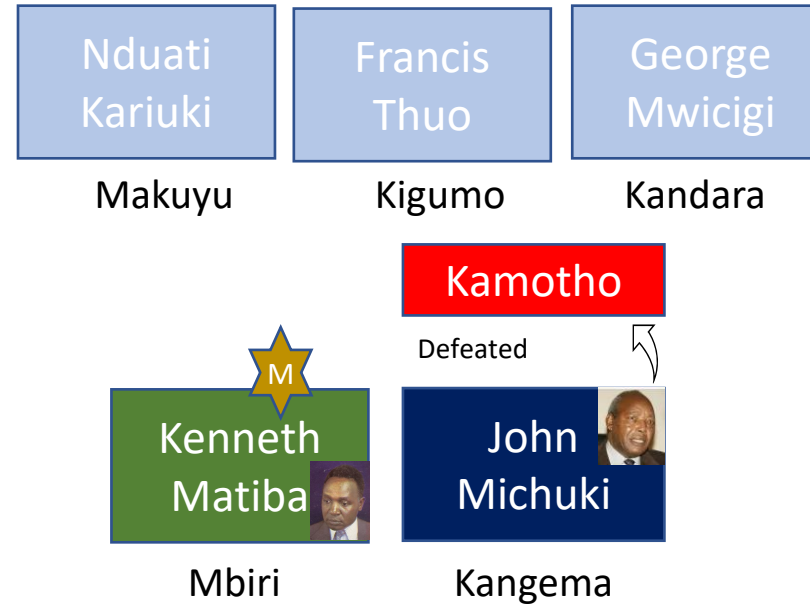 Nduati
Kariuki
Francis
Thuo
George
Mwicigi
Makuyu
Kigumo
Kandara
Kamotho
Defeated
M
Kenneth
Matiba
John
Michuki
Mbiri
Kangema